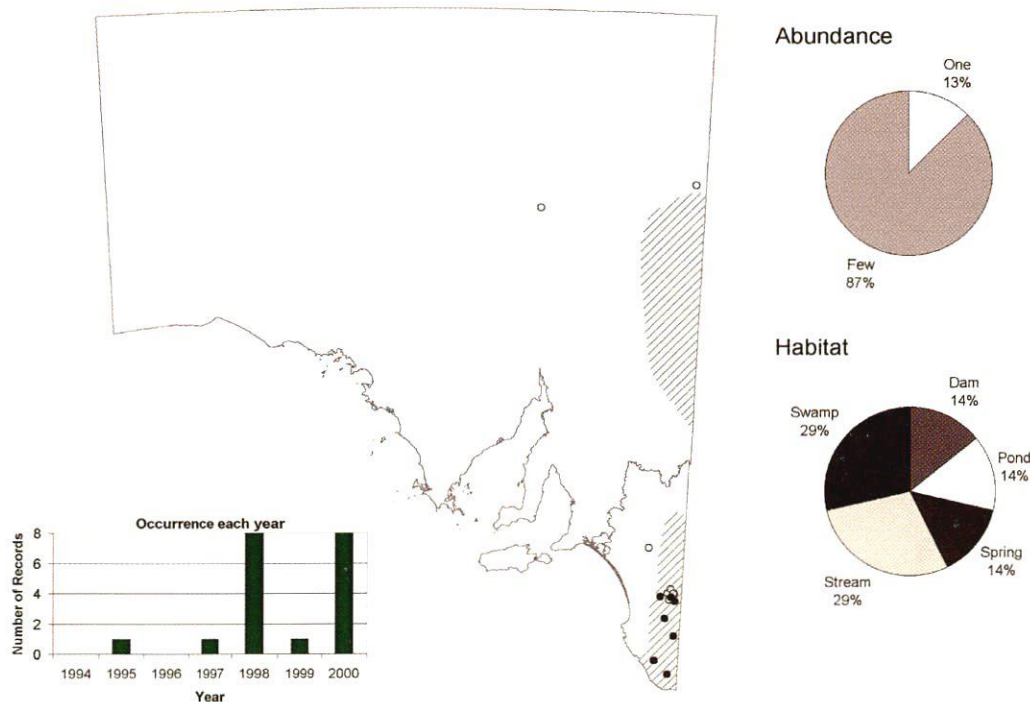 Abundance
One
13%
Few
87%
Habitat
Dam
14%
Swamp
29%
Pond
14%
Spring
14%
Stream
29%
Occurrence each year
Number of Records
8
6
4
2
0
1994 1995 1996 1997 1998 1999 2000
Year